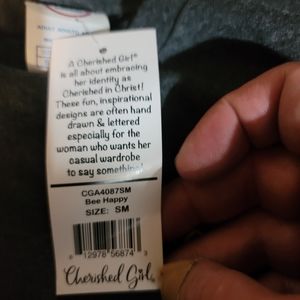 A Cherished Girl®
is all about embracing
her identity as
Cherished in Christ!
These fun, inspirational
designs are often hand
drawn & lettered
especially for the
woman who wants her
casual wardrobe
to say something!
CGA4087SM
Bee Happy
SIZE: SM
12978 56874
Cherished Girl